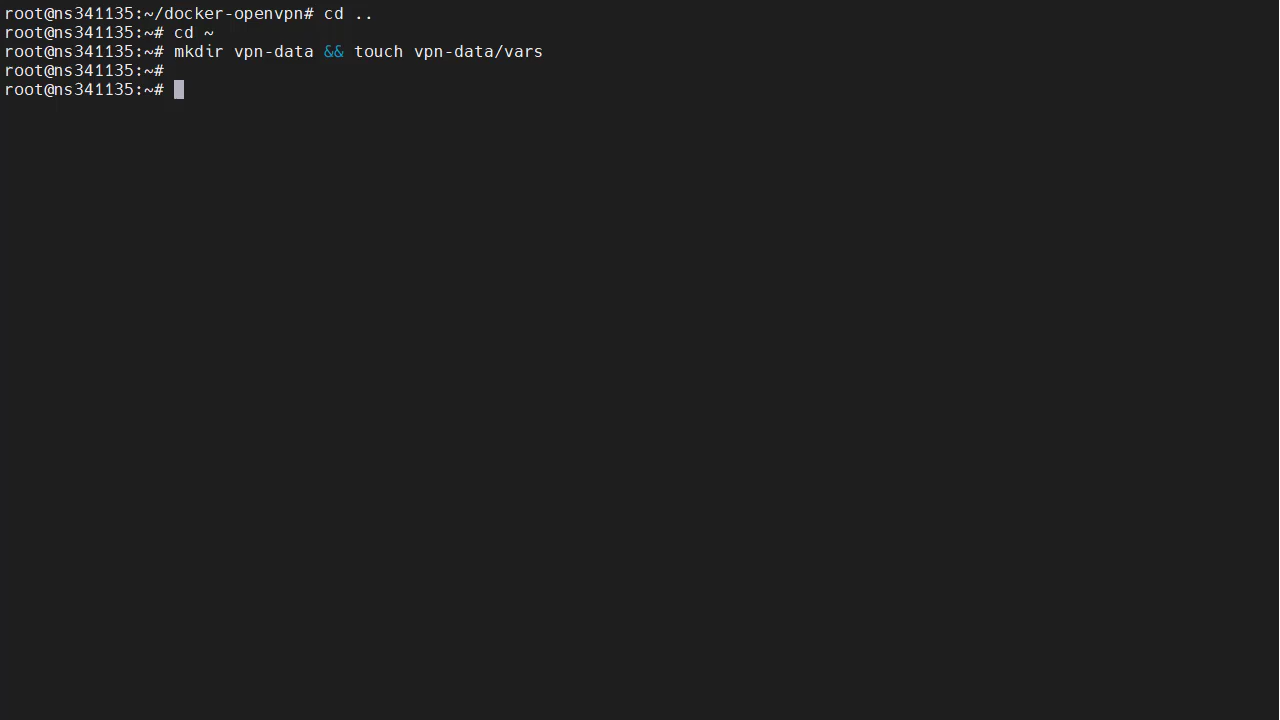 root@ns341135:~/docker-openvpn# cd ..
root@ns341135:~# cd ~
root@ns341135:~# mkdir vpn-data && touch vpn-data/vars
root@ns341135:~#
root@ns341135:~#